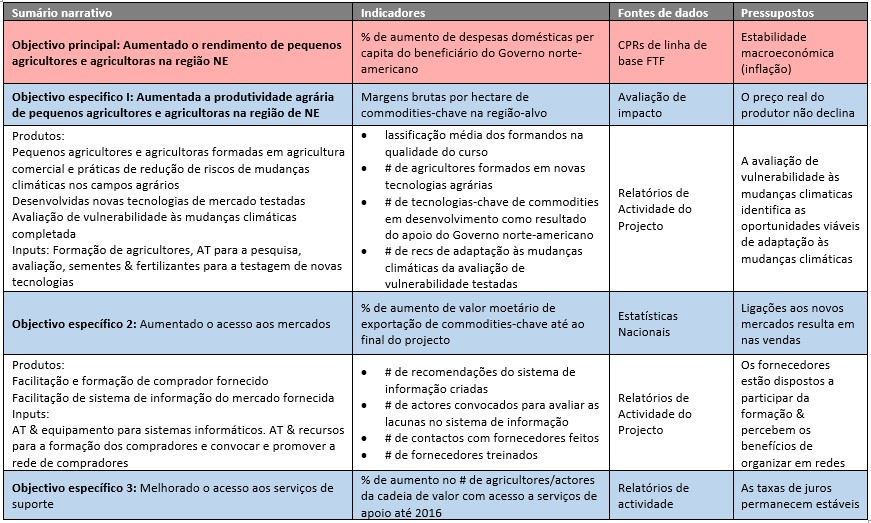 Sumário narrativo
Indicadores
Fontes de dados
Pressupostos
Objectivo principal: Aumentado o rendimento de pequenos
agricultores e agricultoras na região NE
% de aumento de despesas domésticas per
capita do beneficiário do Governo norte-
americano
CPRs de linha de
base FTF
Estabilidade
macroeconómica
(inflação)
Objectivo especifico I: Aumentada a produtividade agrária
de pequenos agricultores e agricultoras na região de NE
Margens brutas por hectare de
commodities-chave na região-alvo
Avaliação de
impacto
O preço real do
produtor não declina
Produtos:
Pequenos agricultores e agricultoras formadas em agricultura
comercial e práticas de redução de riscos de mudanças
climáticas nos campos agrários
Desenvolvidas novas tecnologias de mercado testadas
Avaliação de vulnerabilidade às mudanças climáticas
completada
Inputs: Formação de agricultores, AT para a pesquisa,
avaliação, sementes & fertilizantes para a testagem de novas
tecnologias
• lassificação média dos formandos na
qualidade do curso
• # de agricultores formados em novas
tecnologias agrárias
• # de tecnologias-chave de commodities
em desenvolvimento como resultado
do apoio do Governo norte-americano
• # de recs de adaptação às mudanças
climáticas da avaliação de
vulnerabilidade testadas
Relatórios de
Actividade do
Projecto
A avaliação de
vulnerabilidade às
mudanças climaticas
identifica as
oportunidades viáveis
de adaptação às
mudanças climáticas
Objectivo específico 2: Aumentado o acesso aos mercados
% de aumento de valor moetário de
exportação de commodities-chave até ao
final do projecto
Estatísticas
Nacionais
Ligações aos novos
mercados resulta em
nas vendas
Produtos:
Facilitação e formação de comprador fornecido
Facilitação de sistema de informação do mercado fornecida
Inputs:
AT & equipamento para sistemas informáticos. AT & recursos
para a formação dos compradores e convocar e promover a
rede de compradores
• # de recomendações do sistema de
informação criadas
• # de actores convocados para avaliar as
lacunas no sistema de informação
• # de contactos com fornecedores feitos
• # de fornecedores treinados
Relatórios de
Actividade do
Projecto
Os fornecedores
estão dispostos a
participar da
formação &
percebem os
benefícios de
organizar em redes
Objectivo específico 3: Melhorado o acesso aos serviços de
suporte
% de aumento no # de agricultores/actores
da cadeia de valor com acesso a serviços de
apoio até 2016
Relatórios de
actividade
As taxas de juros
permanecem estáveis